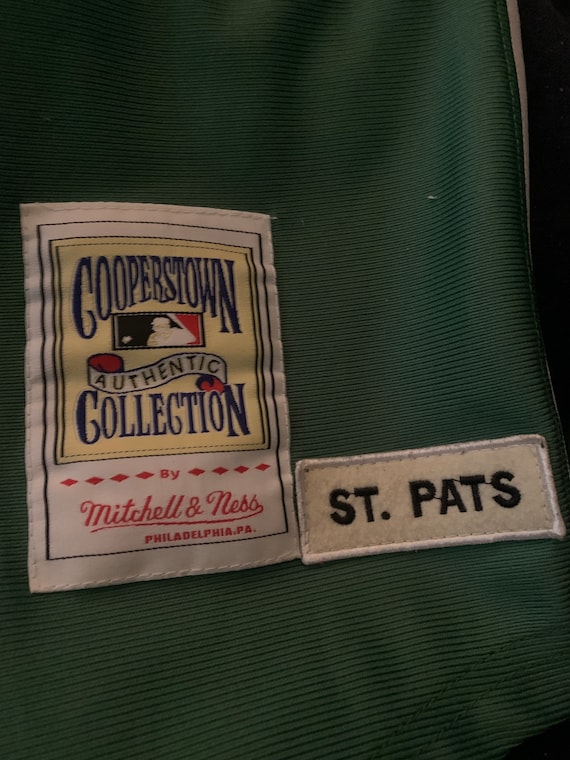 COOPERSTOWN
AUTHENTIC
COLLECTION
By
Mitchell & Ness
PHILADELPHIA.PA.
ST. PATS